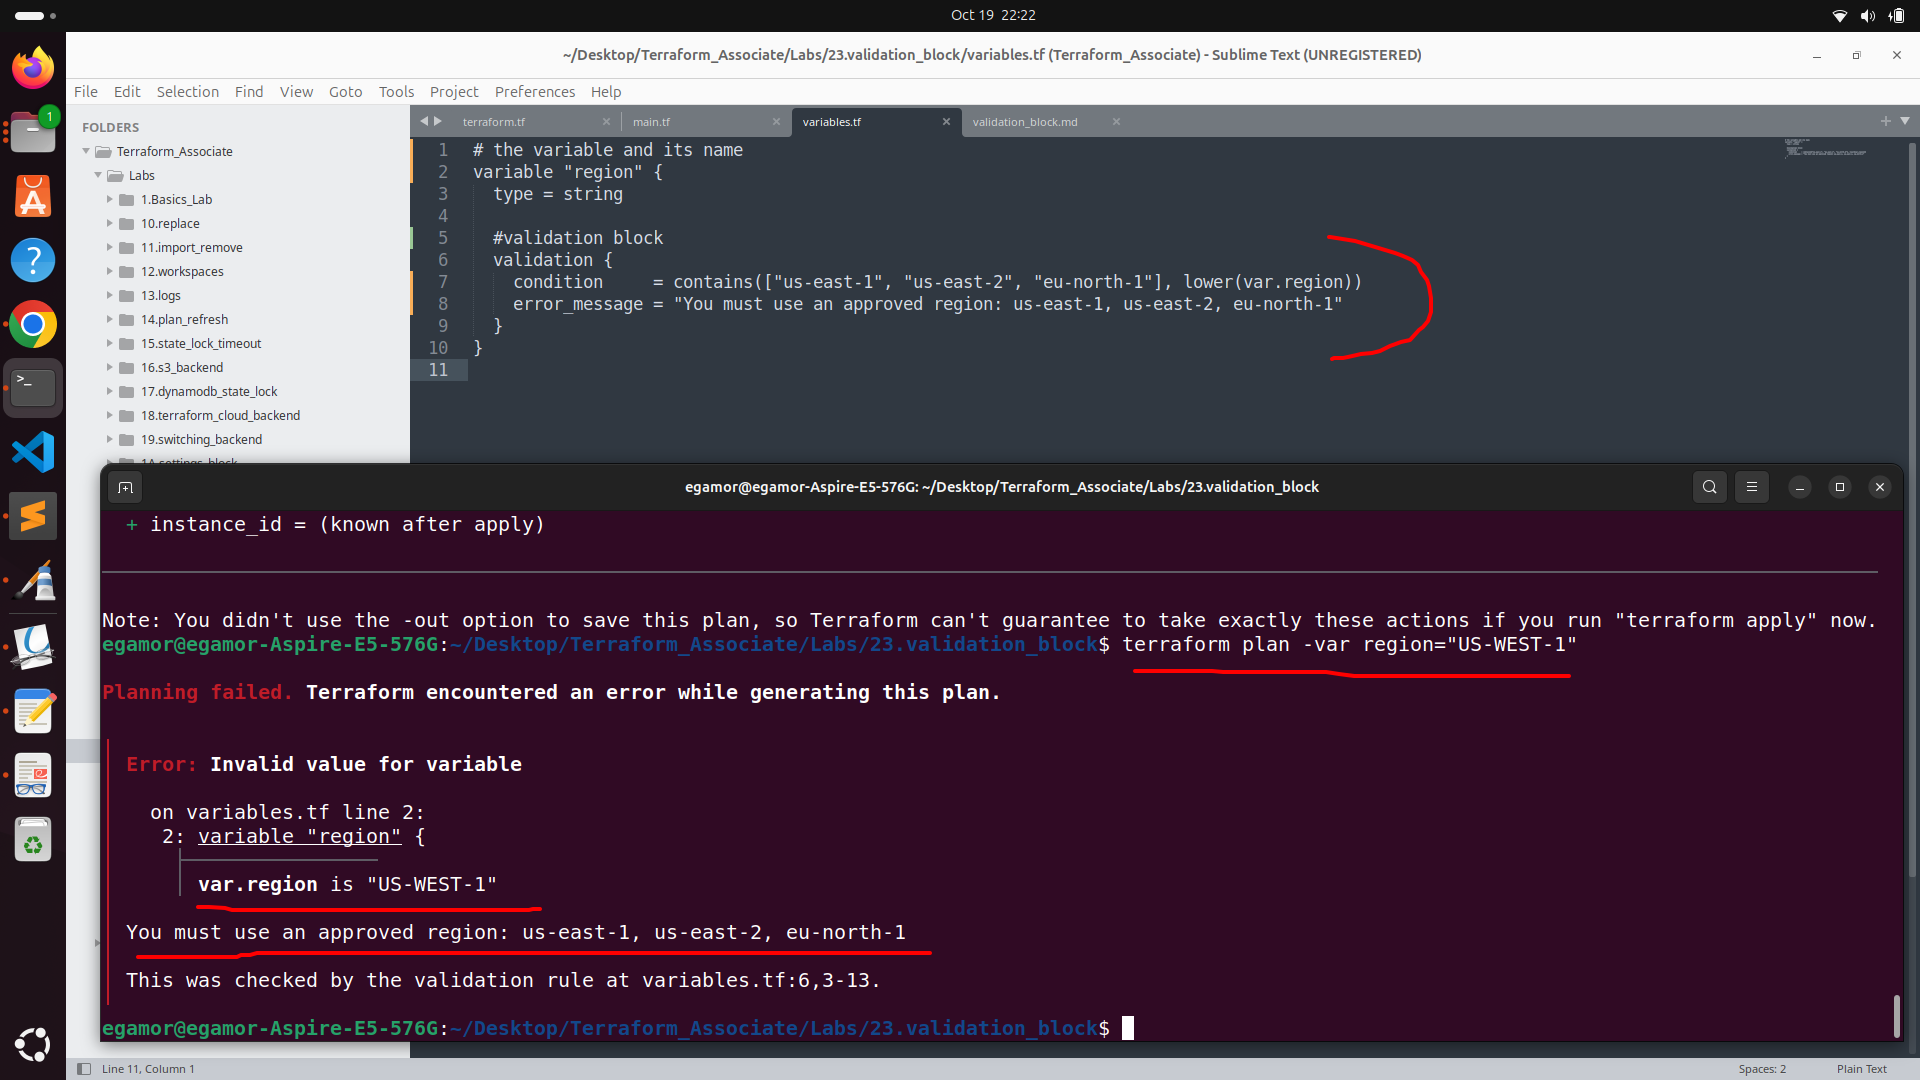 Oct 19 22:22
~/Desktop/Terraform_Associate/Labs/23.validation_block/variables.tf (Terraform_Associate) - Sublime Text (UNREGISTERED)
File Edit Selection Find View Goto Tools Project Preferences Help
1
FOLDERS
Terraform_Associate
Labs
1.Basics_Lab
10.replace
11.import_remove
12.workspaces
13.logs
14.plan_refresh
15.state_lock_timeout
16.s3_backend
17.dynamodb_state_lock
18.terraform_cloud_backend
19.switching_backend
1A.settings_block
terraform.tf main.tf variables.tf validation_block.md
1 # the variable and its name
2 variable "region" {
3 type = string
4
5 #validation block
6 validation {
7 condition = contains(["us-east-1", "us-east-2", "eu-north-1"], lower(var.region))
8 error_message = "You must use an approved region: us-east-1, us-east-2, eu-north-1"
9 }
10 }
11
egamor@egamor-Aspire-E5-576G: ~/Desktop/Terraform_Associate/Labs/23.validation_block
+ instance_id = (known after apply)
Note: You didn't use the -out option to save this plan, so Terraform can't guarantee to take exactly these actions if you run "terraform apply" now.
egamor@egamor-Aspire-E5-576G:~/Desktop/Terraform_Associate/Labs/23.validation_block$ terraform plan -var region="US-WEST-1"
Planning failed. Terraform encountered an error while generating this plan.
Error: Invalid value for variable
on variables.tf line 2:
2: variable "region" {
var.region is "US-WEST-1"
You must use an approved region: us-east-1, us-east-2, eu-north-1
This was checked by the validation rule at variables.tf:6,3-13.
egamor@egamor-Aspire-E5-576G:~/Desktop/Terraform_Associate/Labs/23.validation_block$
Line 11, Column 1
Spaces: 2
Plain Text